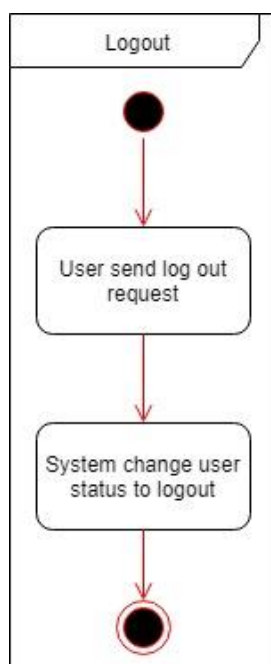 Logout
User send log out
request
System change user
status to logout